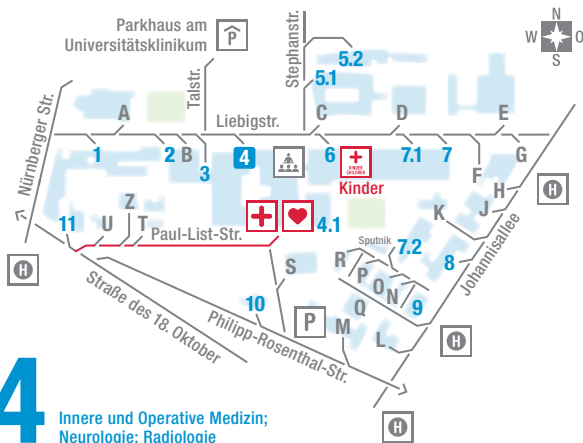 Parkhaus am
Universitätsklinikum
P
N
W O
S
Stephanstr.
5.2
5.1
Talstr.
Nürnberger Str.
A
Liebigstr.
C
D
E
1
2
B
3
4
6
KINDER
CHILDREN
Kinder
7.1
7
F
G
H
H
J
K
Johannisallee
11
U
Z
T
Paul-List-Str.
4.1
Sputnik
7.2
R
P
O
N
8
9
H
S
Straße des 18. Oktober
10
Philipp-Rosenthal-Str.
P
Q
M
L
H
H
4
Innere und Operative Medizin;
Neurologie; Radiologie